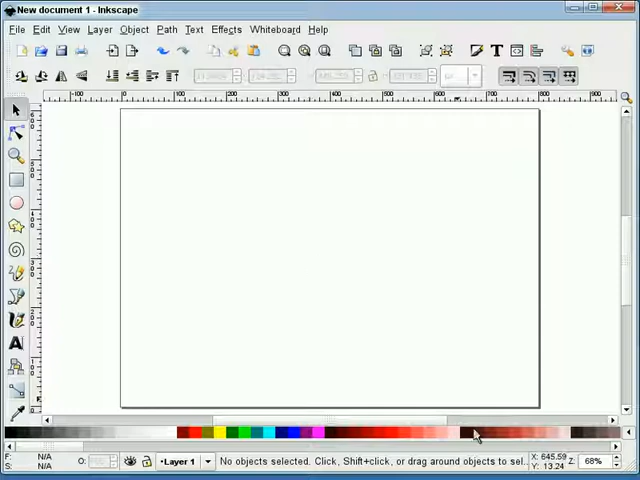 New document 1 - Inkscape
File Edit View Layer Object Path Text Effects Whiteboard Help
-100 0 100 200 300 400 500 600 700 800 900
F: N/A
S: N/A
O:
Layer 1
No objects selected. Click, Shift+click, or drag around objects to sel...
X: 645.59
Y: 13.24
Z: 68%